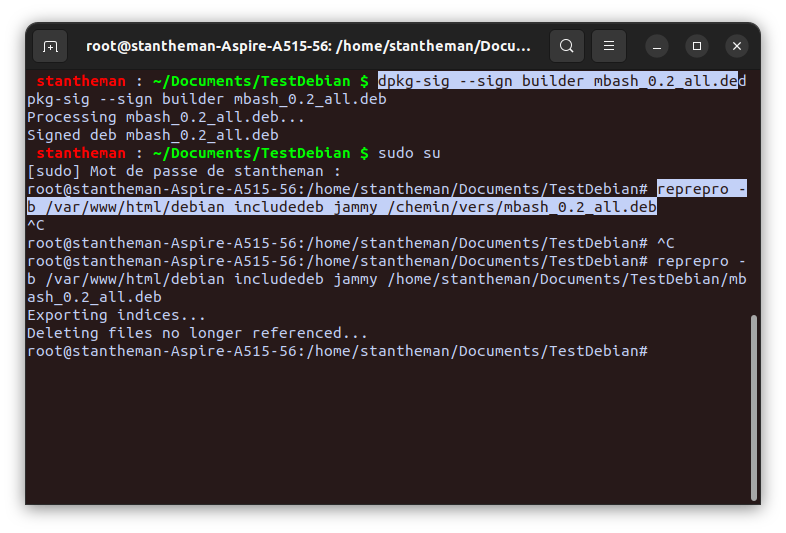 root@stantheman-Aspire-A515-56: /home/stantheman/Docu...
stantheman : ~/Documents/TestDebian $ dpkg-sig --sign builder mbash_0.2_all.ded
pkg-sig --sign builder mbash_0.2_all.deb
Processing mbash_0.2_all.deb...
Signed deb mbash_0.2_all.deb
stantheman : ~/Documents/TestDebian $ sudo su
[sudo] Mot de passe de stantheman :
root@stantheman-Aspire-A515-56:/home/stantheman/Documents/TestDebian# reprepro -
b /var/www/html/debian includedeb jammy /chemin/vers/mbash_0.2_all.deb
^C
root@stantheman-Aspire-A515-56:/home/stantheman/Documents/TestDebian# ^C
root@stantheman-Aspire-A515-56:/home/stantheman/Documents/TestDebian# reprepro -
b /var/www/html/debian includedeb jammy /home/stantheman/Documents/TestDebian/mb
ash_0.2_all.deb
Exporting indices...
Deleting files no longer referenced...
root@stantheman-Aspire-A515-56:/home/stantheman/Documents/TestDebian#